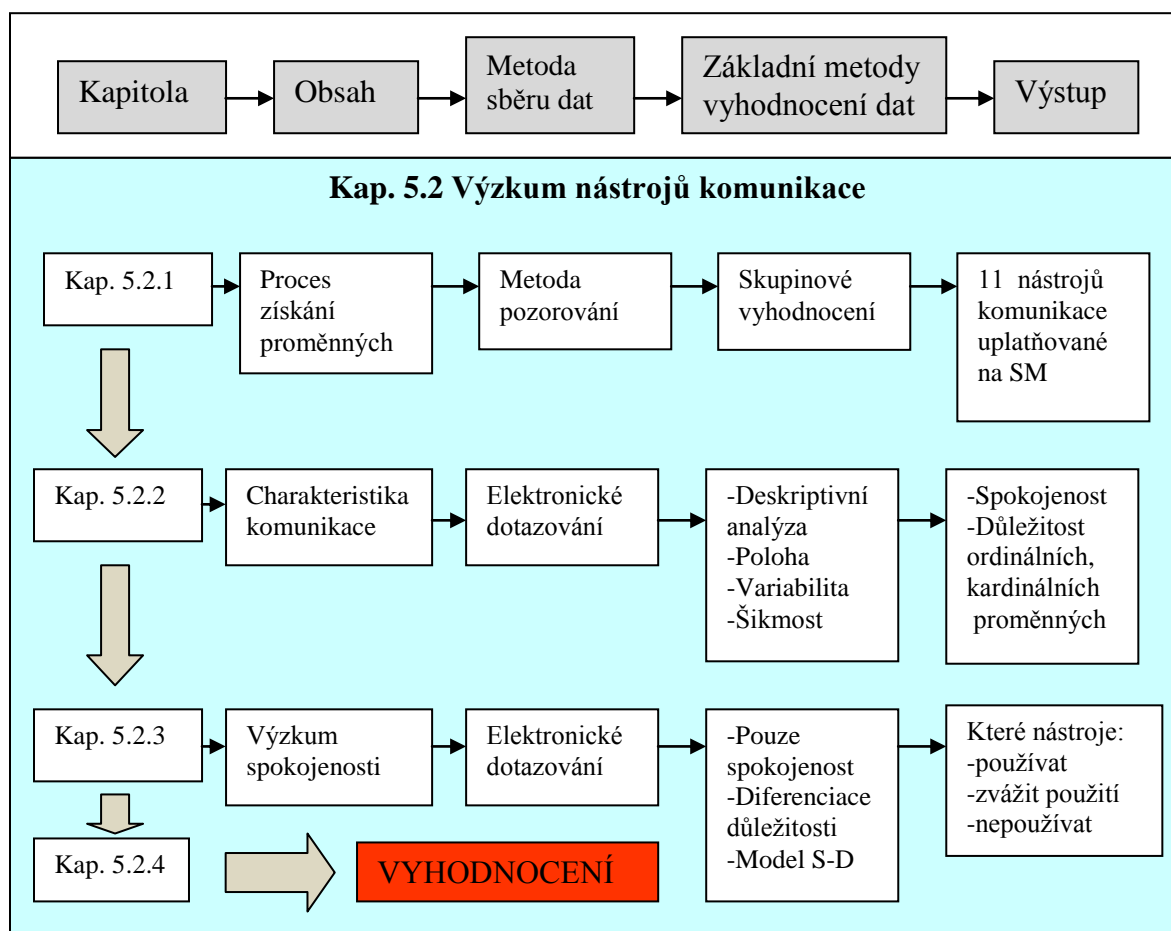 Kapitola
Obsah
Metoda
sběru dat
Základní metody
vyhodnocení dat
Výstup
Kap. 5.2 Výzkum nástrojů komunikace
Kap. 5.2.1
Proces
získání
proměnných
Metoda
pozorování
Skupinové
vyhodnocení
11 nástrojů
komunikace
uplatňované
na SM
Kap. 5.2.2
Charakteristika
komunikace
Elektronické
dotazování
-Deskriptivní
analýza
-Poloha
-Variabilita
-Šikmost
-Spokojenost
-Důležitost
ordinálních,
kardinálních
proměnných
Kap. 5.2.3
Výzkum
spokojenosti
Elektronické
dotazování
-Pouze
spokojenost
-Diferenciace
důležitosti
-Model S-D
Které nástroje:
-používat
-zvážit použití
-nepoužívat
Kap. 5.2.4
VYHODNOCENÍ